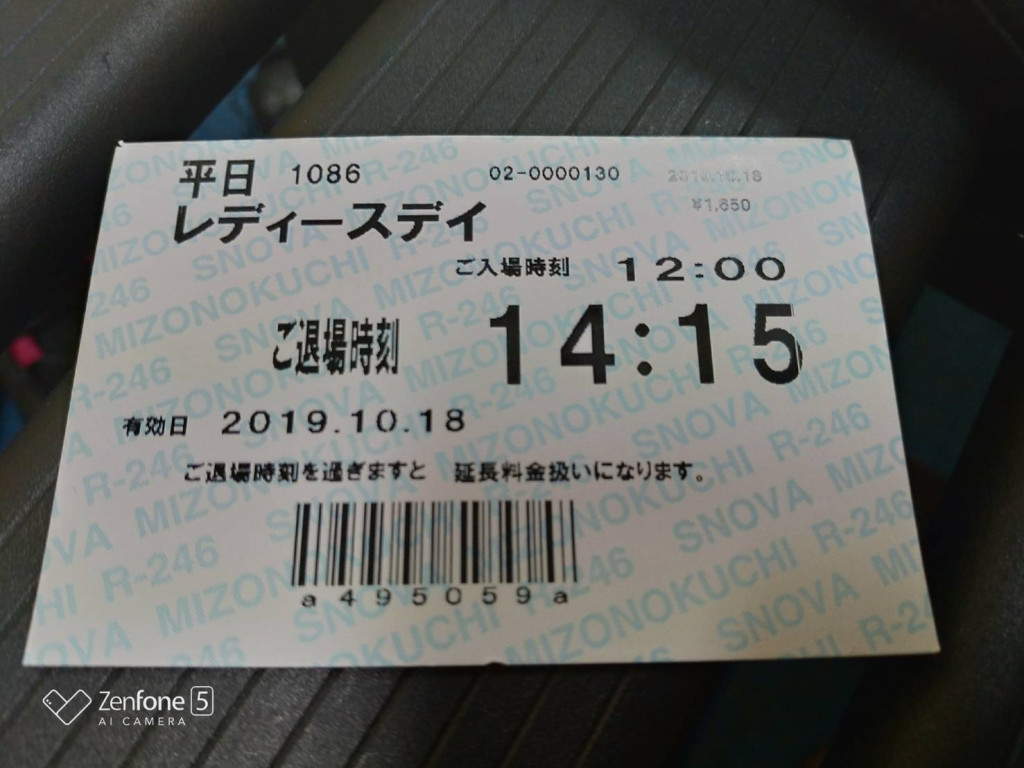 平日 1086 02-0000130 2019.10.18
レディースデイ ¥1,650
ご入場時刻 12:00
ご退場時刻 14:15
有効日 2019.10.18
ご退場時刻を過ぎますと 延長料金扱いになります。
a495059a
SNOVA MIZONOKUCHI R-246
Zenfone 5
AI CAMERA